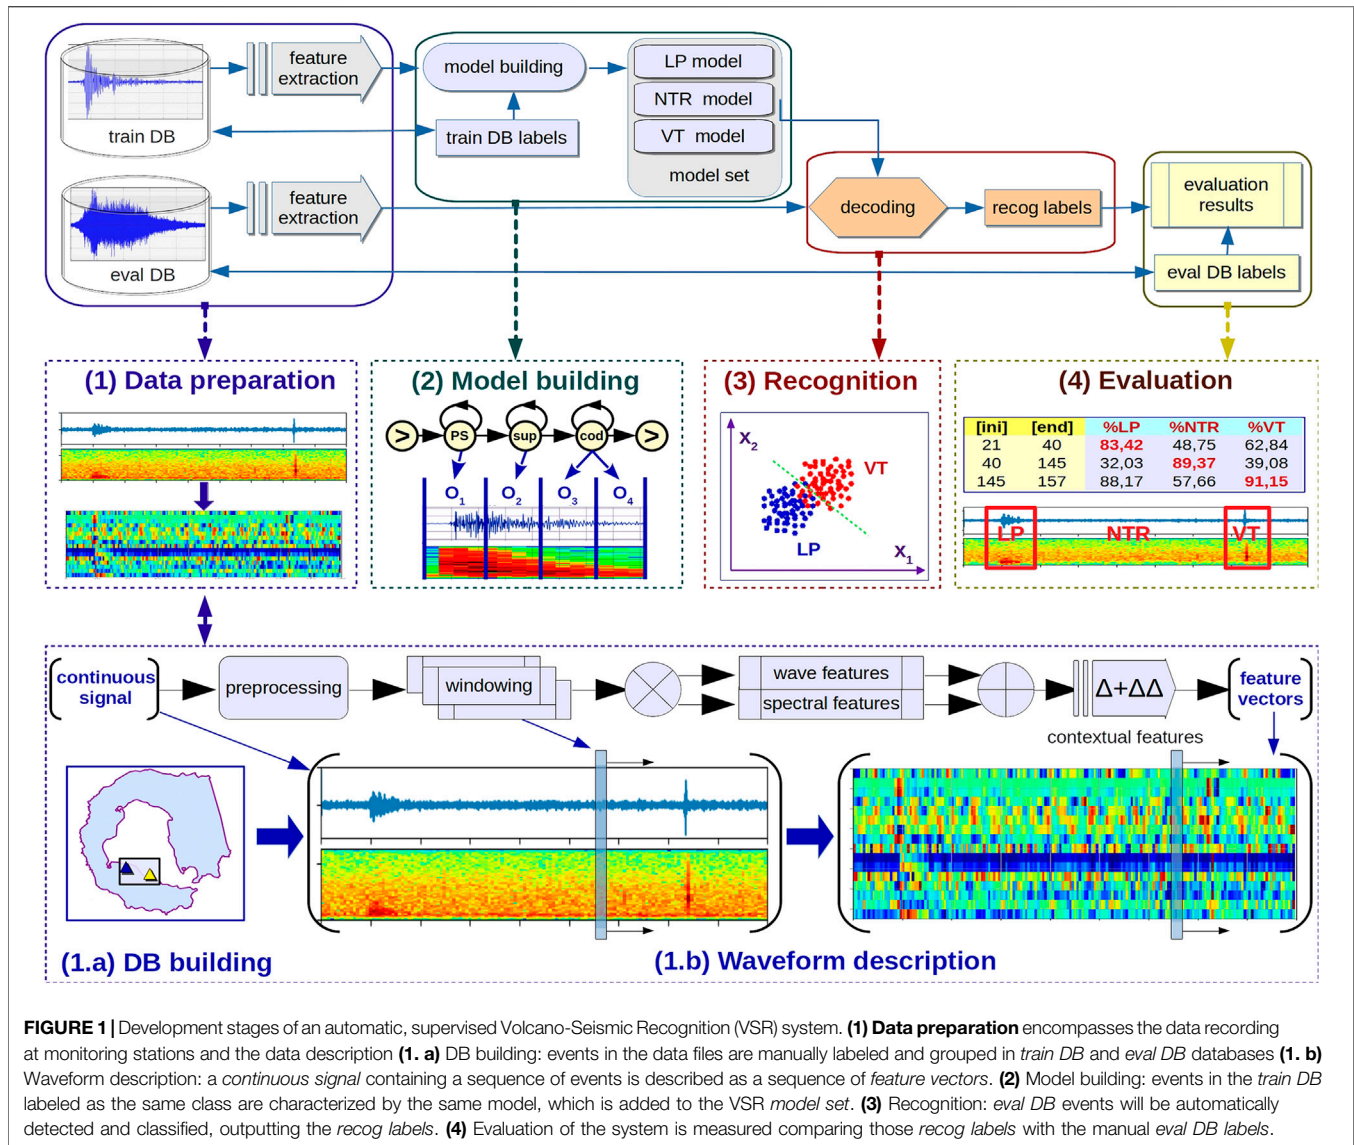 feature
extraction
train DB
model building
train DB labels
LP model
NTR model
VT model
model set
feature
extraction
eval DB
decoding
recog labels
evaluation
results
eval DB labels
(1) Data preparation
(2) Model building
> PS sup cod >
O1 O2 O3 O4
(3) Recognition
X2
VT
LP
X1
(4) Evaluation
[ini] [end] %LP %NTR %VT
21 40 83,42 48,75 62,84
40 145 32,03 89,37 39,08
145 157 88,17 57,66 91,15
LP NTR VT
continuous
signal
preprocessing
windowing
wave features
spectral features
Δ+ΔΔ
contextual features
feature
vectors
(1.a) DB building
(1.b) Waveform description
FIGURE 1 | Development stages of an automatic, supervised Volcano-Seismic Recognition (VSR) system. (1) Data preparation encompasses the data recording
at monitoring stations and the data description (1. a) DB building: events in the data files are manually labeled and grouped in train DB and eval DB databases (1. b)
Waveform description: a continuous signal containing a sequence of events is described as a sequence of feature vectors. (2) Model building: events in the train DB
labeled as the same class are characterized by the same model, which is added to the VSR model set. (3) Recognition: eval DB events will be automatically
detected and classified, outputting the recog labels. (4) Evaluation of the system is measured comparing those recog labels with the manual eval DB labels.